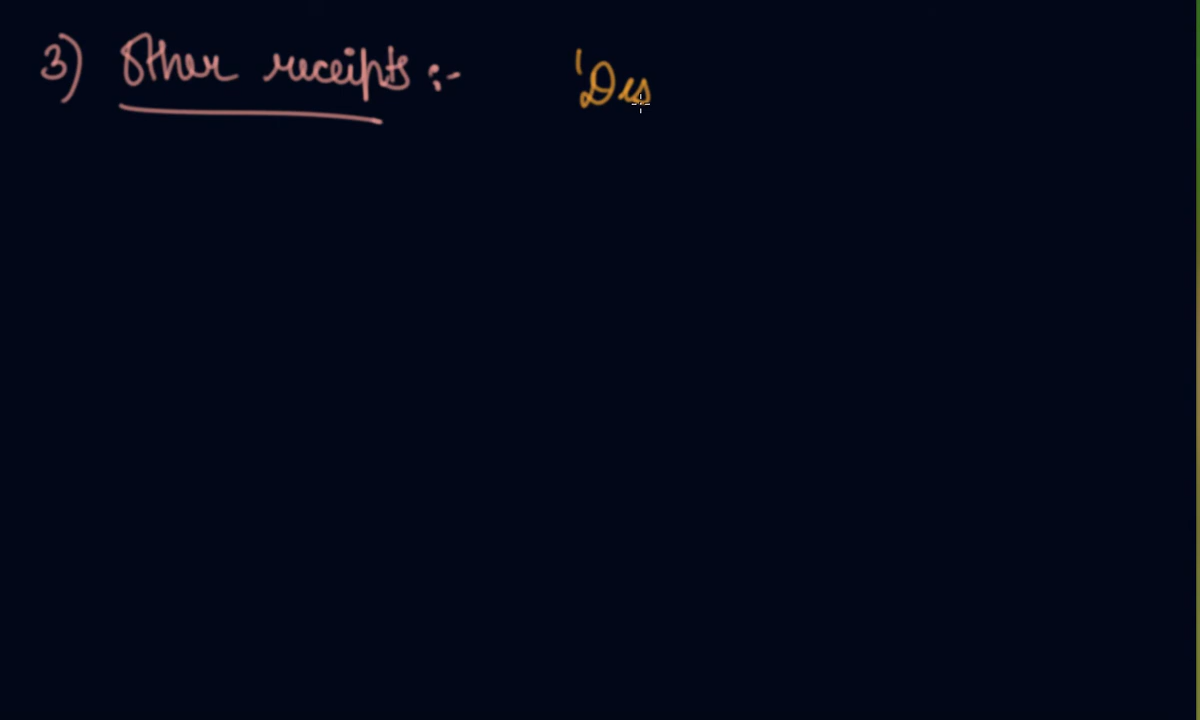 3) Other receipts :- 'Dis